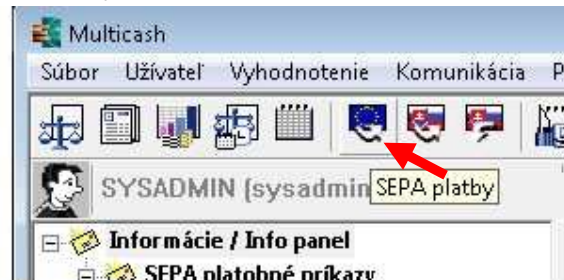 Multicash
Súbor Užívateľ Vyhodnotenie Komunikácia P
SYSADMIN (sysadmin
SEPA platby
Informácie / Info panel
SEPA platobné príkazy